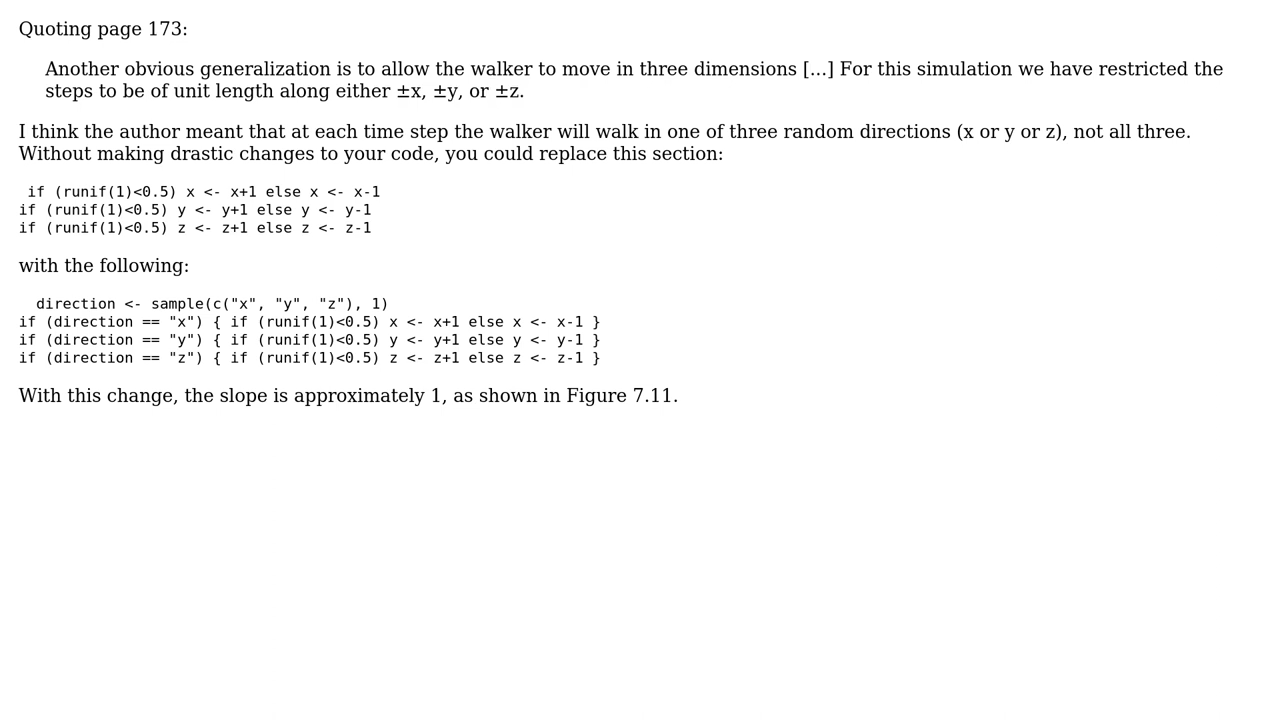 Quoting page 173:
Another obvious generalization is to allow the walker to move in three dimensions [...] For this simulation we have restricted the
steps to be of unit length along either ±x, ±y, or ±z.
I think the author meant that at each time step the walker will walk in one of three random directions (x or y or z), not all three.
Without making drastic changes to your code, you could replace this section:
 if (runif(1)<0.5) x <- x+1 else x <- x-1
if (runif(1)<0.5) y <- y+1 else y <- y-1
if (runif(1)<0.5) z <- z+1 else z <- z-1
with the following:
  direction <- sample(c("x", "y", "z"), 1)
if (direction == "x") { if (runif(1)<0.5) x <- x+1 else x <- x-1 }
if (direction == "y") { if (runif(1)<0.5) y <- y+1 else y <- y-1 }
if (direction == "z") { if (runif(1)<0.5) z <- z+1 else z <- z-1 }
With this change, the slope is approximately 1, as shown in Figure 7.11.